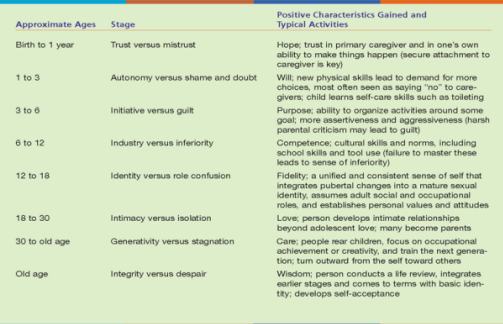 Positive Characteristics Gained and
Approximate Ages Stage Typical Activities
Birth to 1 year Trust versus mistrust Hope; trust in primary caregiver and in one's own
ability to make things happen (secure attachment to
caregiver is key)
1 to 3 Autonomy versus shame and doubt Will; new physical skills lead to demand for more
choices, most often seen as saying "no" to care-
givers; child learns self-care skills such as toileting
3 to 6 Initiative versus guilt Purpose; ability to organize activities around some
goal; more assertiveness and aggressiveness (harsh
parental criticism may lead to guilt)
6 to 12 Industry versus inferiority Competence; cultural skills and norms, including
school skills and tool use (failure to master these
leads to sense of inferiority)
12 to 18 Identity versus role confusion Fidelity; a unified and consistent sense of self that
integrates pubertal changes into a mature sexual
identity, assumes adult social and occupational
roles, and establishes personal values and attitudes
18 to 30 Intimacy versus isolation Love; person develops intimate relationships
beyond adolescent love; many become parents
30 to old age Generativity versus stagnation Care; people rear children, focus on occupational
achievement or creativity, and train the next genera-
tion; turn outward from the self toward others
Old age Integrity versus despair Wisdom; person conducts a life review, integrates
earlier stages and comes to terms with basic iden-
tity; develops self-acceptance